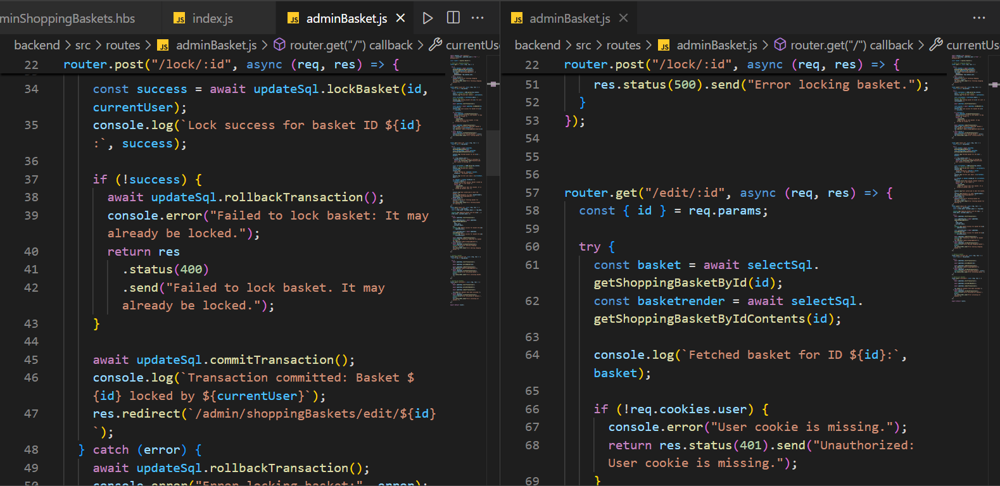 minShoppingBaskets.hbs
JS index.js
JS adminBasket.js
backend > src > routes > JS adminBasket.js > router.get("/") callback > currentUse
22 router.post("/lock/:id", async (req, res) => {
34 const success = await updateSql.lockBasket(id,
currentUser);
35 console.log(`Lock success for basket ID ${id}
:`, success);
36
37 if (!success) {
38 await updateSql.rollbackTransaction();
39 console.error("Failed to lock basket: It may
already be locked.");
40 return res
41 .status(400)
42 .send("Failed to lock basket. It may
already be locked.");
43 }
44
45 await updateSql.commitTransaction();
46 console.log(`Transaction committed: Basket $
{id} locked by ${currentUser}`);
47 res.redirect(`/admin/shoppingBaskets/edit/${id}
`);
48 } catch (error) {
49 await updateSql.rollbackTransaction();
50 console.error("Error locking basket:", error);
JS adminBasket.js
backend > src > routes > JS adminBasket.js > router.get("/") callback > currentUs
22 router.post("/lock/:id", async (req, res) => {
51 res.status(500).send("Error locking basket.");
52 }
53 });
54
55
56
57 router.get("/edit/:id", async (req, res) => {
58 const { id } = req.params;
59
60 try {
61 const basket = await selectSql.
getShoppingBasketById(id);
62 const basketrender = await selectSql.
getShoppingBasketByIdContents(id);
63
64 console.log(`Fetched basket for ID ${id}:`,
basket);
65
66 if (!req.cookies.user) {
67 console.error("User cookie is missing.");
68 return res.status(401).send("Unauthorized:
User cookie is missing.");
69 }